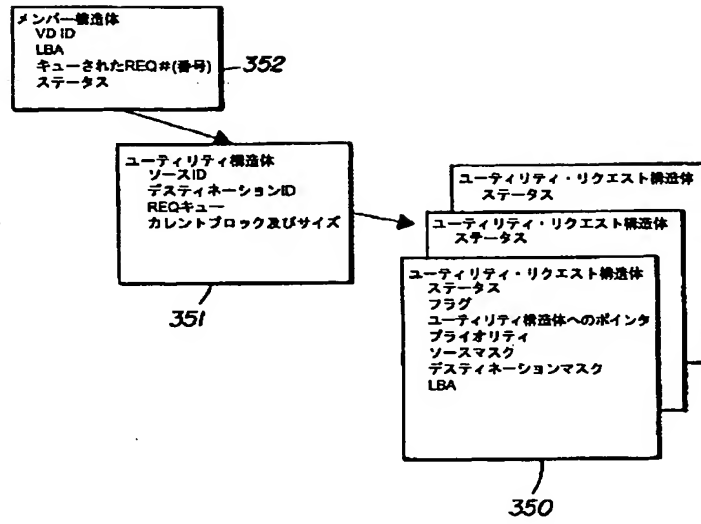 メンバー構造体
VD ID
LBA
キューされたREQ#(番号)
ステータス
352
ユーティリティ構造体
ソースID
デスティネーションID
REQキュー
カレントブロック及びサイズ
351
ユーティリティ・リクエスト構造体
ステータス
ユーティリティ・リクエスト構造体
ステータス
ユーティリティ・リクエスト構造体
ステータス
フラグ
ユーティリティ構造体へのポインタ
プライオリティ
ソースマスク
デスティネーションマスク
LBA
350